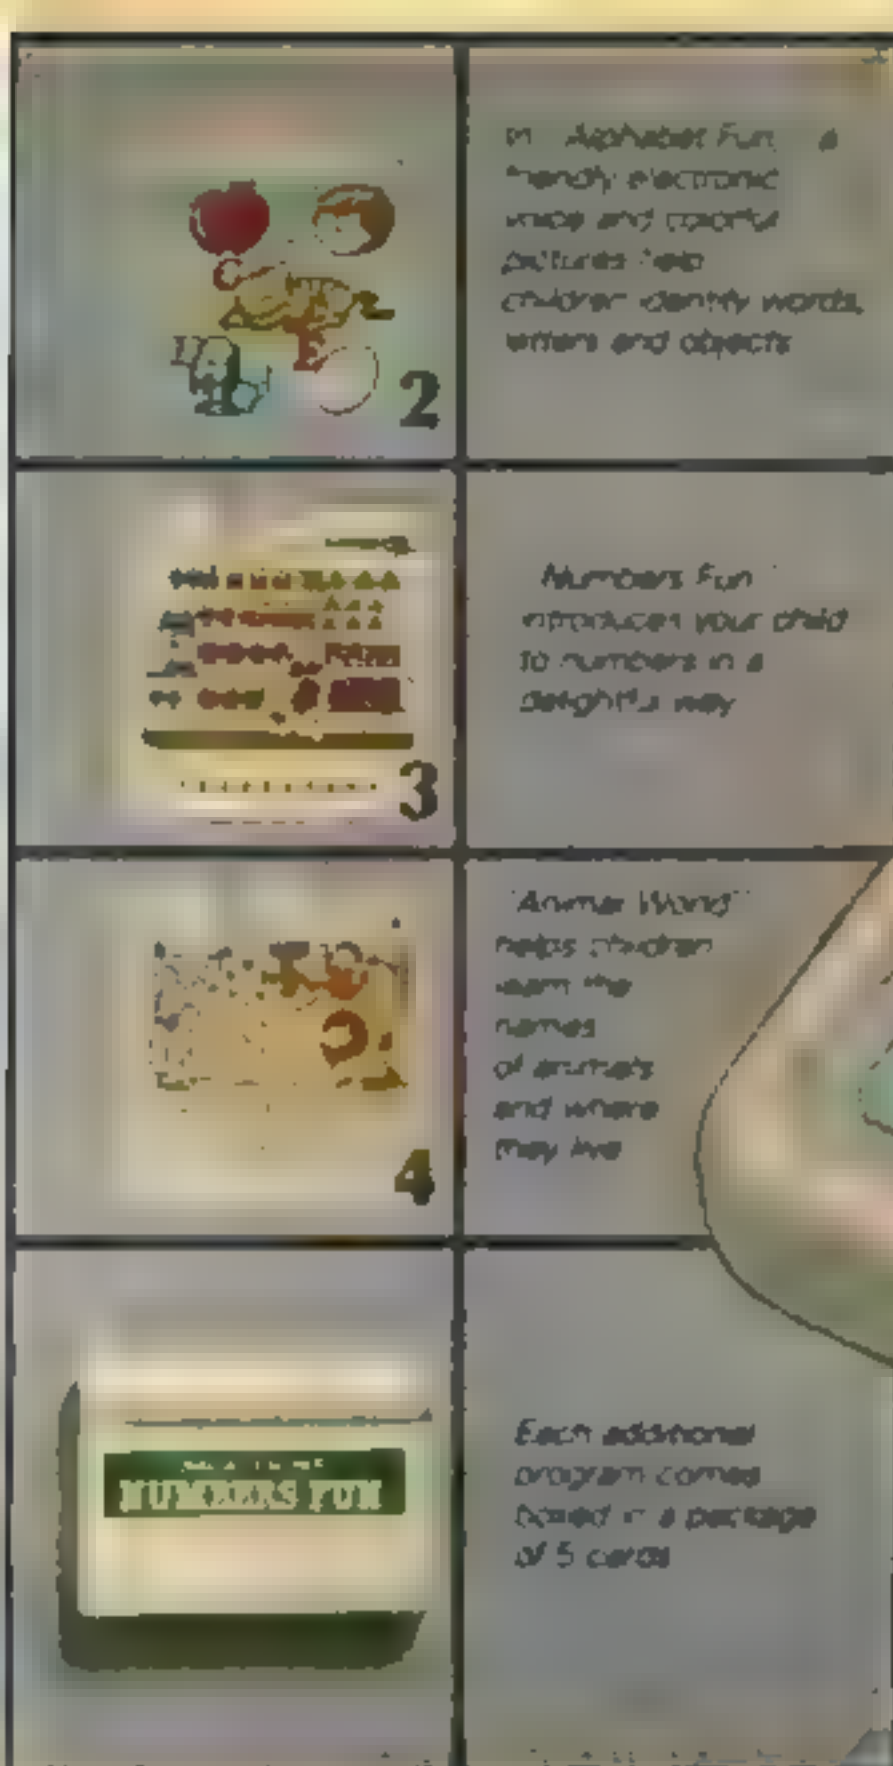 2
In "Alphabet Fun," a
friendly electronic
voice and colorful
pictures help
children identify words,
letters and objects
3
"Numbers Fun"
introduces your child
to numbers in a
delightful way
4
"Animal World"
helps children
learn the
names
of animals
and where
they live
NUMBERS FUN
Each additional
program comes
boxed in a package
of 5 cards